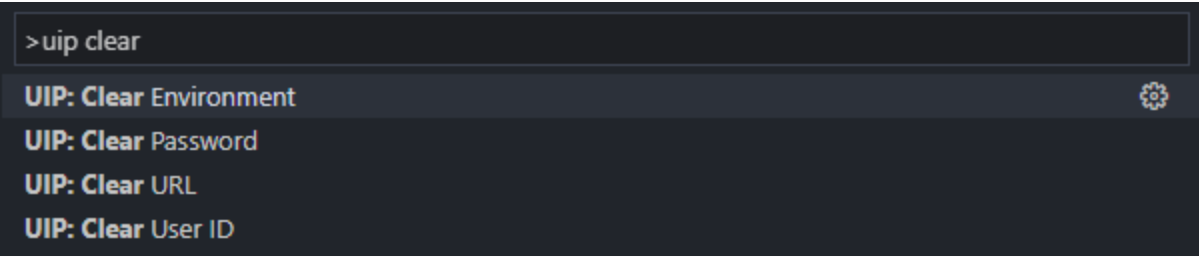 >uip clear
UIP: Clear Environment
UIP: Clear Password
UIP: Clear URL
UIP: Clear User ID